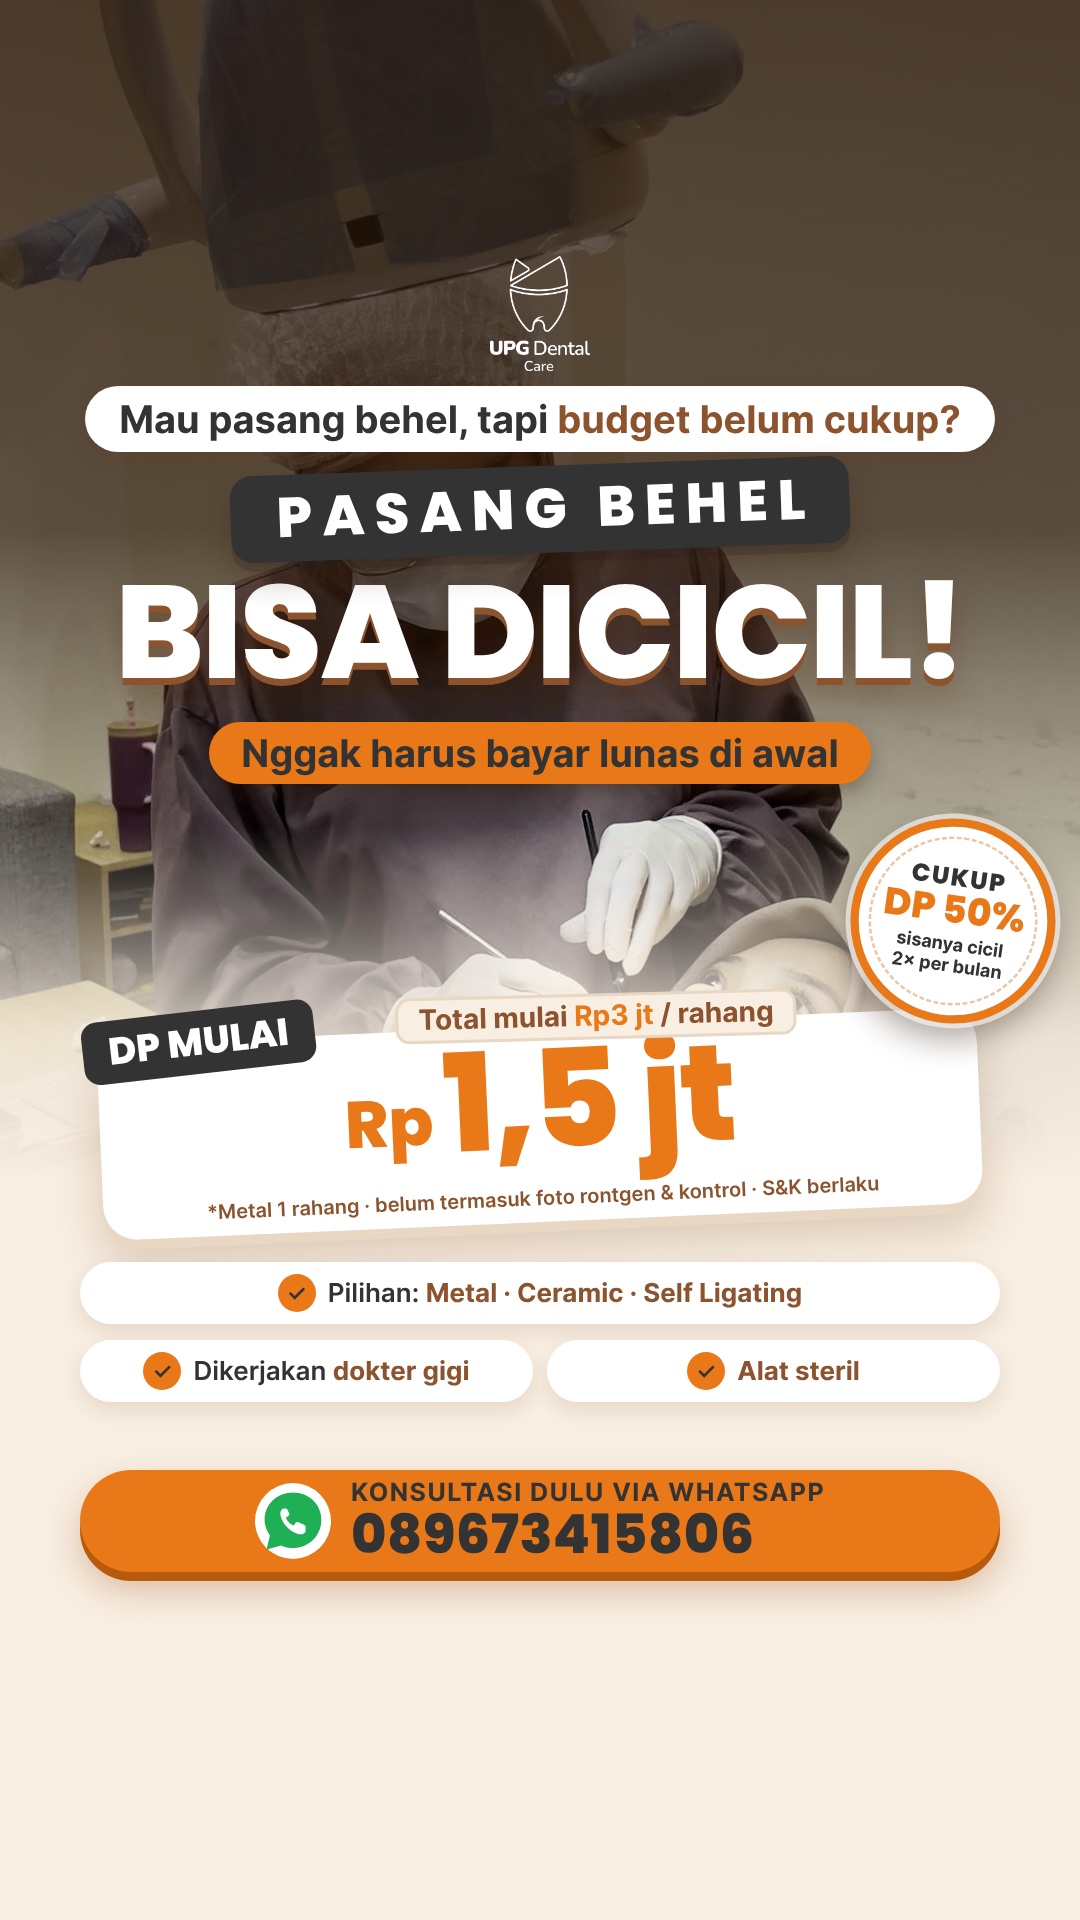 UPG Dental
Care
Mau pasang behel, tapi budget belum cukup?
PASANG BEHEL
BISA DICICIL!
Nggak harus bayar lunas di awal
CUKUP
DP 50%
sisanya cicil
2× per bulan
DP MULAI
Total mulai Rp3 jt / rahang
Rp 1,5 jt
*Metal 1 rahang · belum termasuk foto rontgen & kontrol · S&K berlaku
Pilihan: Metal · Ceramic · Self Ligating
Dikerjakan dokter gigi
Alat steril
KONSULTASI DULU VIA WHATSAPP
089673415806